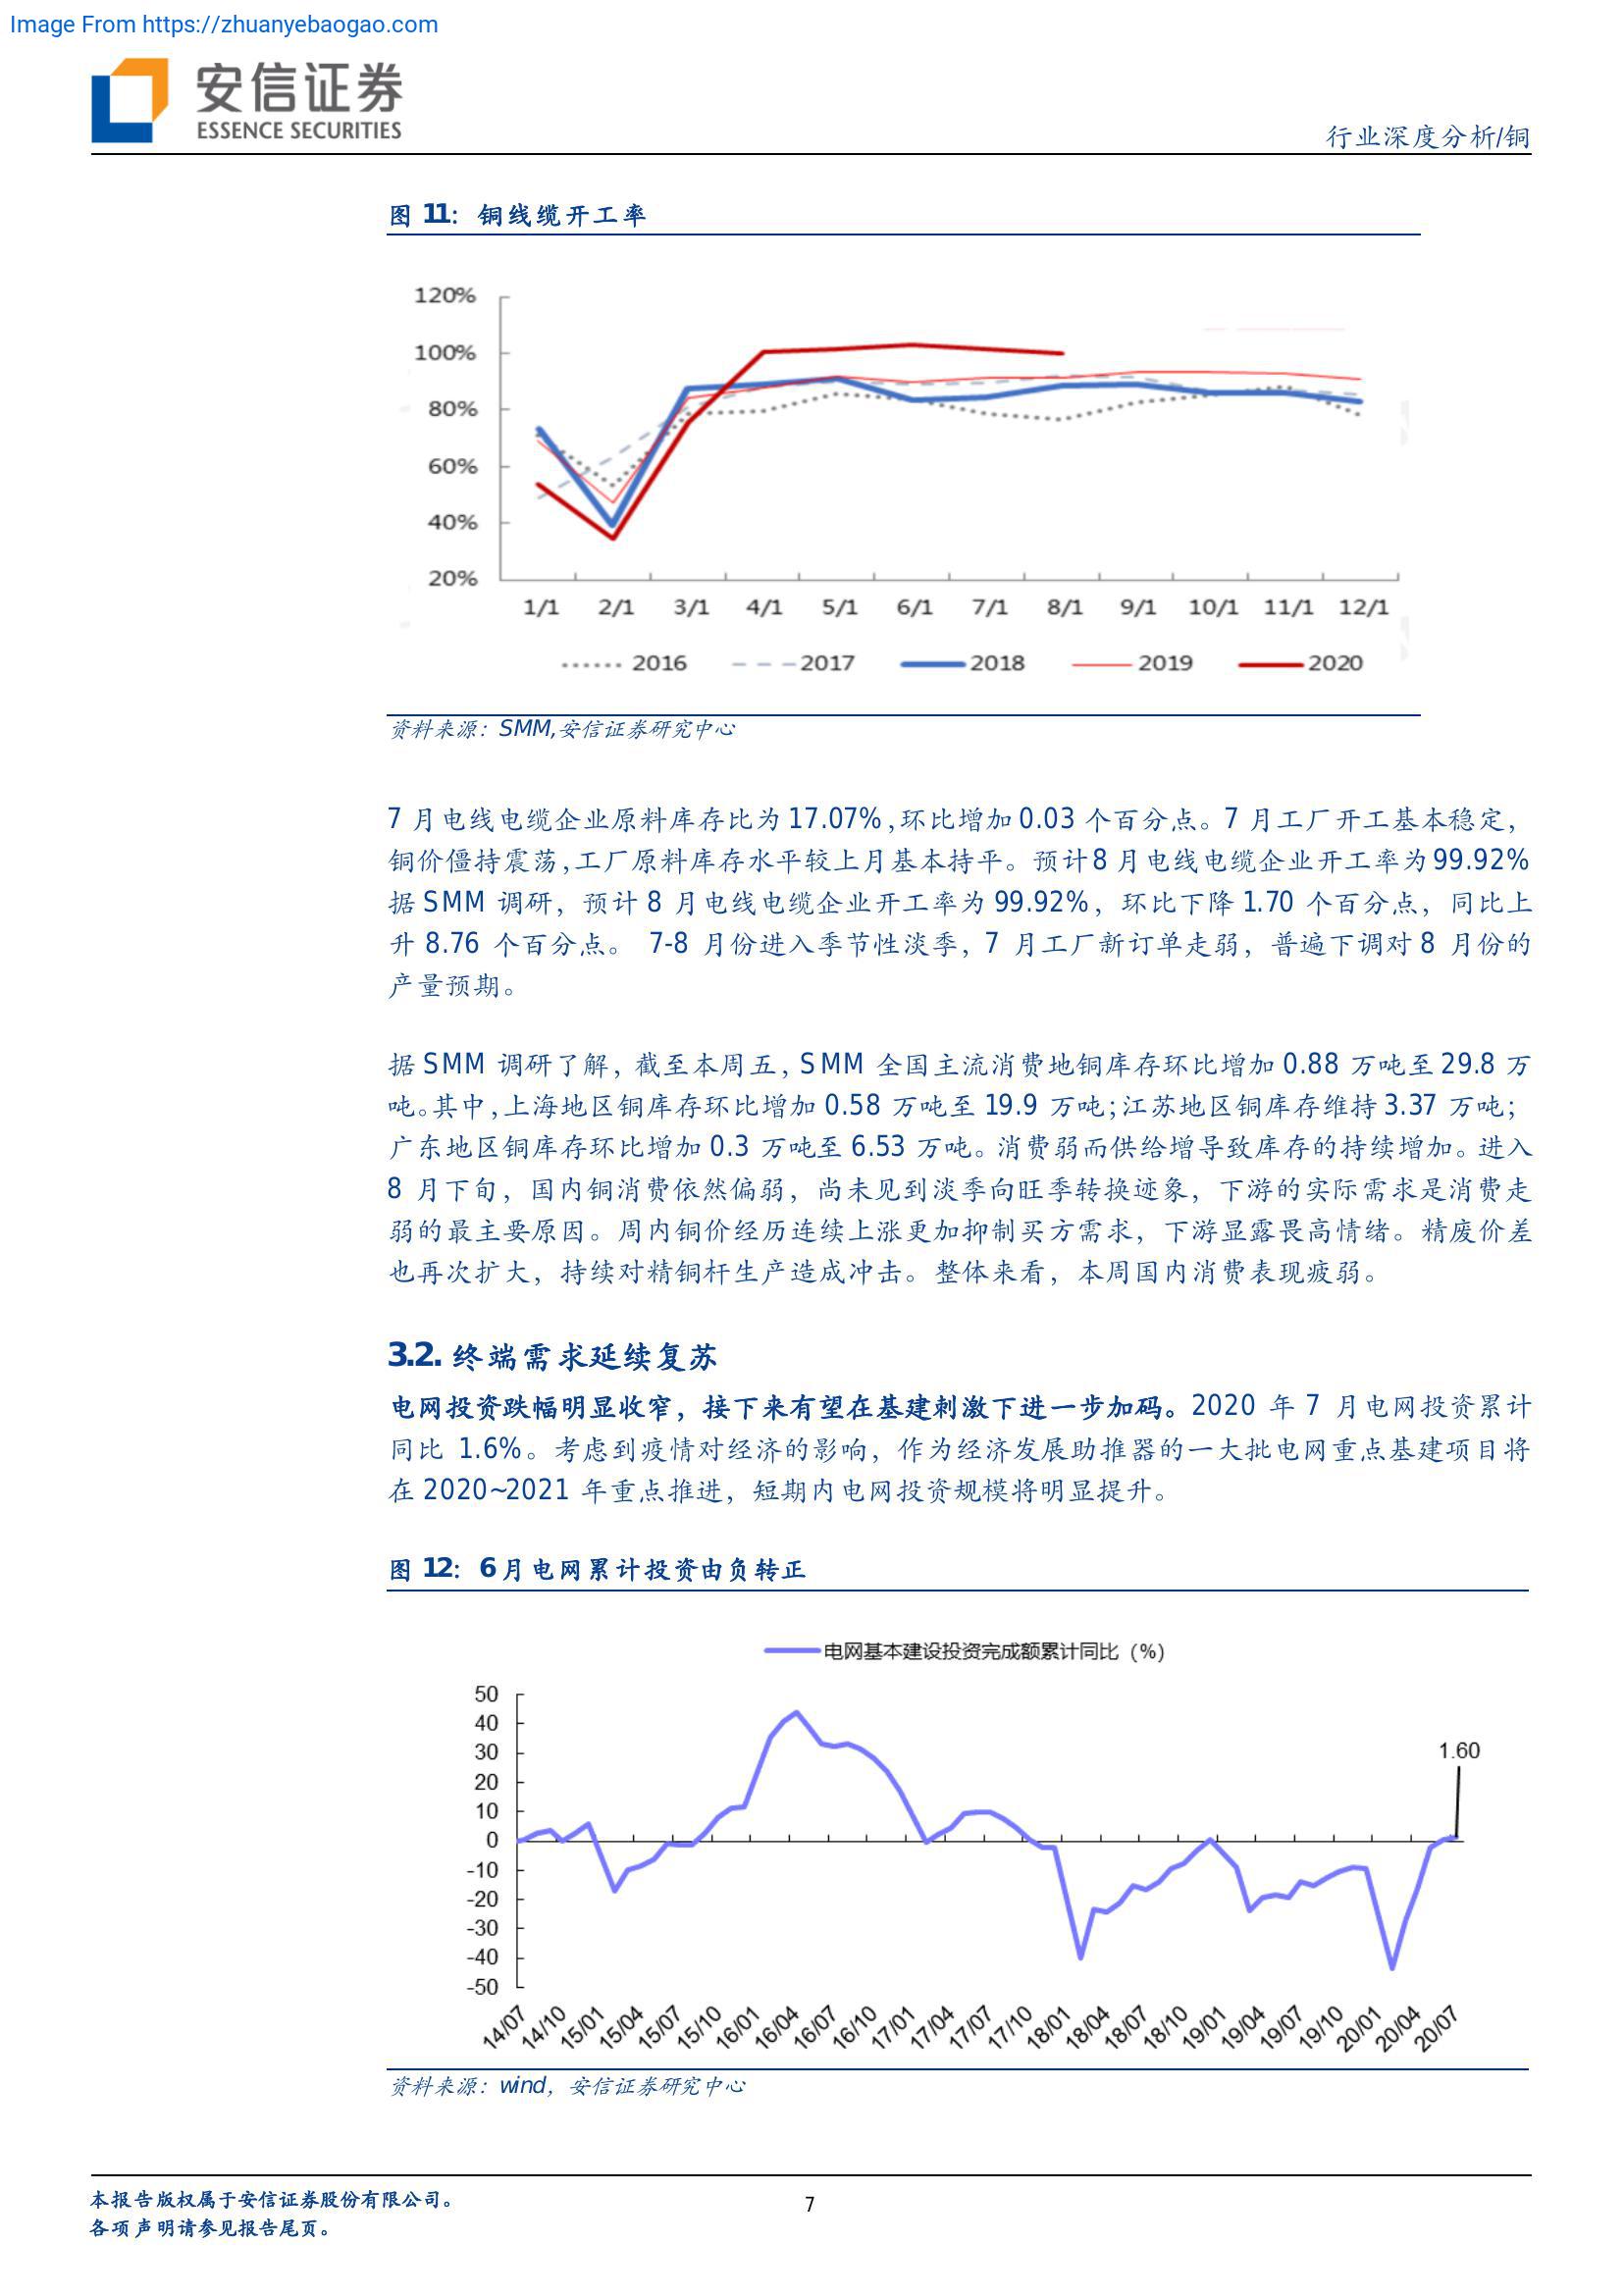 Image From https://zhuanyebaogao.com
安信证券
ESSENCE SECURITIES
行业深度分析/铜
图 11：铜线缆开工率
120%
100%
80%
60%
40%
20%
1/1 2/1 3/1 4/1 5/1 6/1 7/1 8/1 9/1 10/1 11/1 12/1
2016 2017 2018 2019 2020
资料来源：SMM,安信证券研究中心
7 月电线电缆企业原料库存比为 17.07%,环比增加 0.03 个百分点。7 月工厂开工基本稳定，
铜价僵持震荡,工厂原料库存水平较上月基本持平。预计 8 月电线电缆企业开工率为 99.92%
据 SMM 调研，预计 8 月电线电缆企业开工率为 99.92%，环比下降 1.70 个百分点，同比上
升 8.76 个百分点。 7-8 月份进入季节性淡季，7 月工厂新订单走弱，普遍下调对 8 月份的
产量预期。
据 SMM 调研了解，截至本周五，SMM 全国主流消费地铜库存环比增加 0.88 万吨至 29.8 万
吨。其中,上海地区铜库存环比增加 0.58 万吨至 19.9 万吨；江苏地区铜库存维持 3.37 万吨；
广东地区铜库存环比增加 0.3 万吨至 6.53 万吨。消费弱而供给增导致库存的持续增加。进入
8 月下旬，国内铜消费依然偏弱，尚未见到淡季向旺季转换迹象，下游的实际需求是消费走
弱的最主要原因。周内铜价经历连续上涨更加抑制买方需求，下游显露畏高情绪。精废价差
也再次扩大，持续对精铜杆生产造成冲击。整体来看，本周国内消费表现疲弱。
3.2. 终端需求延续复苏
电网投资跌幅明显收窄，接下来有望在基建刺激下进一步加码。2020 年 7 月电网投资累计
同比 1.6%。考虑到疫情对经济的影响，作为经济发展助推器的一大批电网重点基建项目将
在 2020~2021 年重点推进，短期内电网投资规模将明显提升。
图 12：6 月电网累计投资由负转正
电网基本建设投资完成额累计同比（%）
50
40
30
20
10
0
-10
-20
-30
-40
-50
1.60
14/07 14/10 15/01 15/04 15/07 15/10 16/01 16/04 16/07 16/10 17/01 17/04 17/07 17/10 18/01 18/04 18/07 18/10 19/01 19/04 19/07 19/10 20/01 20/04 20/07
资料来源：wind，安信证券研究中心
本报告版权属于安信证券股份有限公司。
各项声明请参见报告尾页。
7